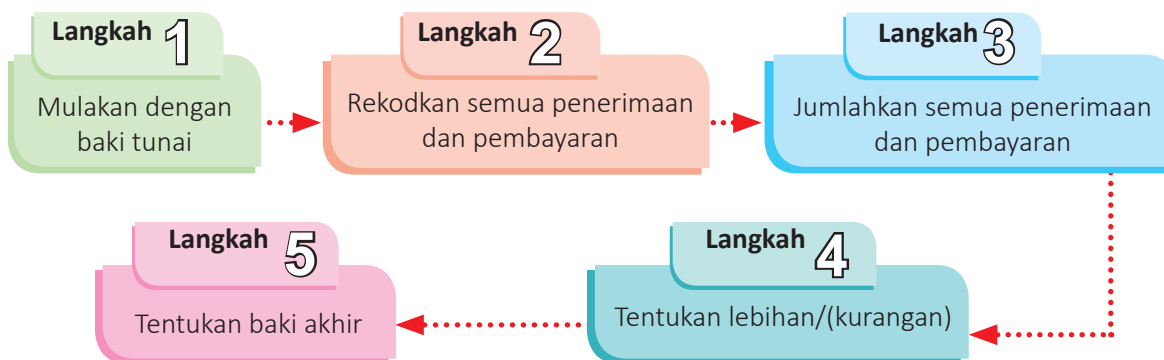 Langkah 1
Mulakan dengan
baki tunai
Langkah 2
Rekodkan semua penerimaan
dan pembayaran
Langkah 3
Jumlahkan semua penerimaan
dan pembayaran
Langkah 4
Tentukan lebihan/(kurangan)
Langkah 5
Tentukan baki akhir